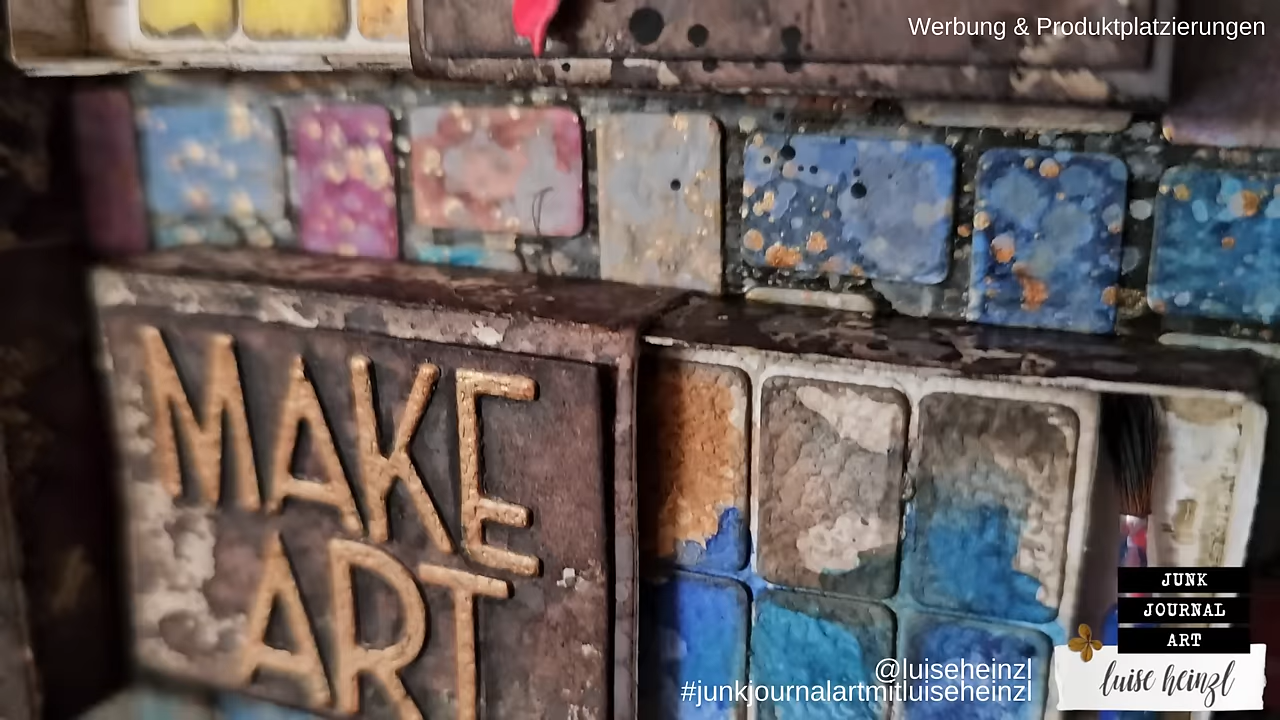 Werbung & Produktplatzierungen
MAKE
ART
JUNK
JOURNAL
ART
@luiseheinzl
#junkjournalartmitluiseheinzl
luise heinzl